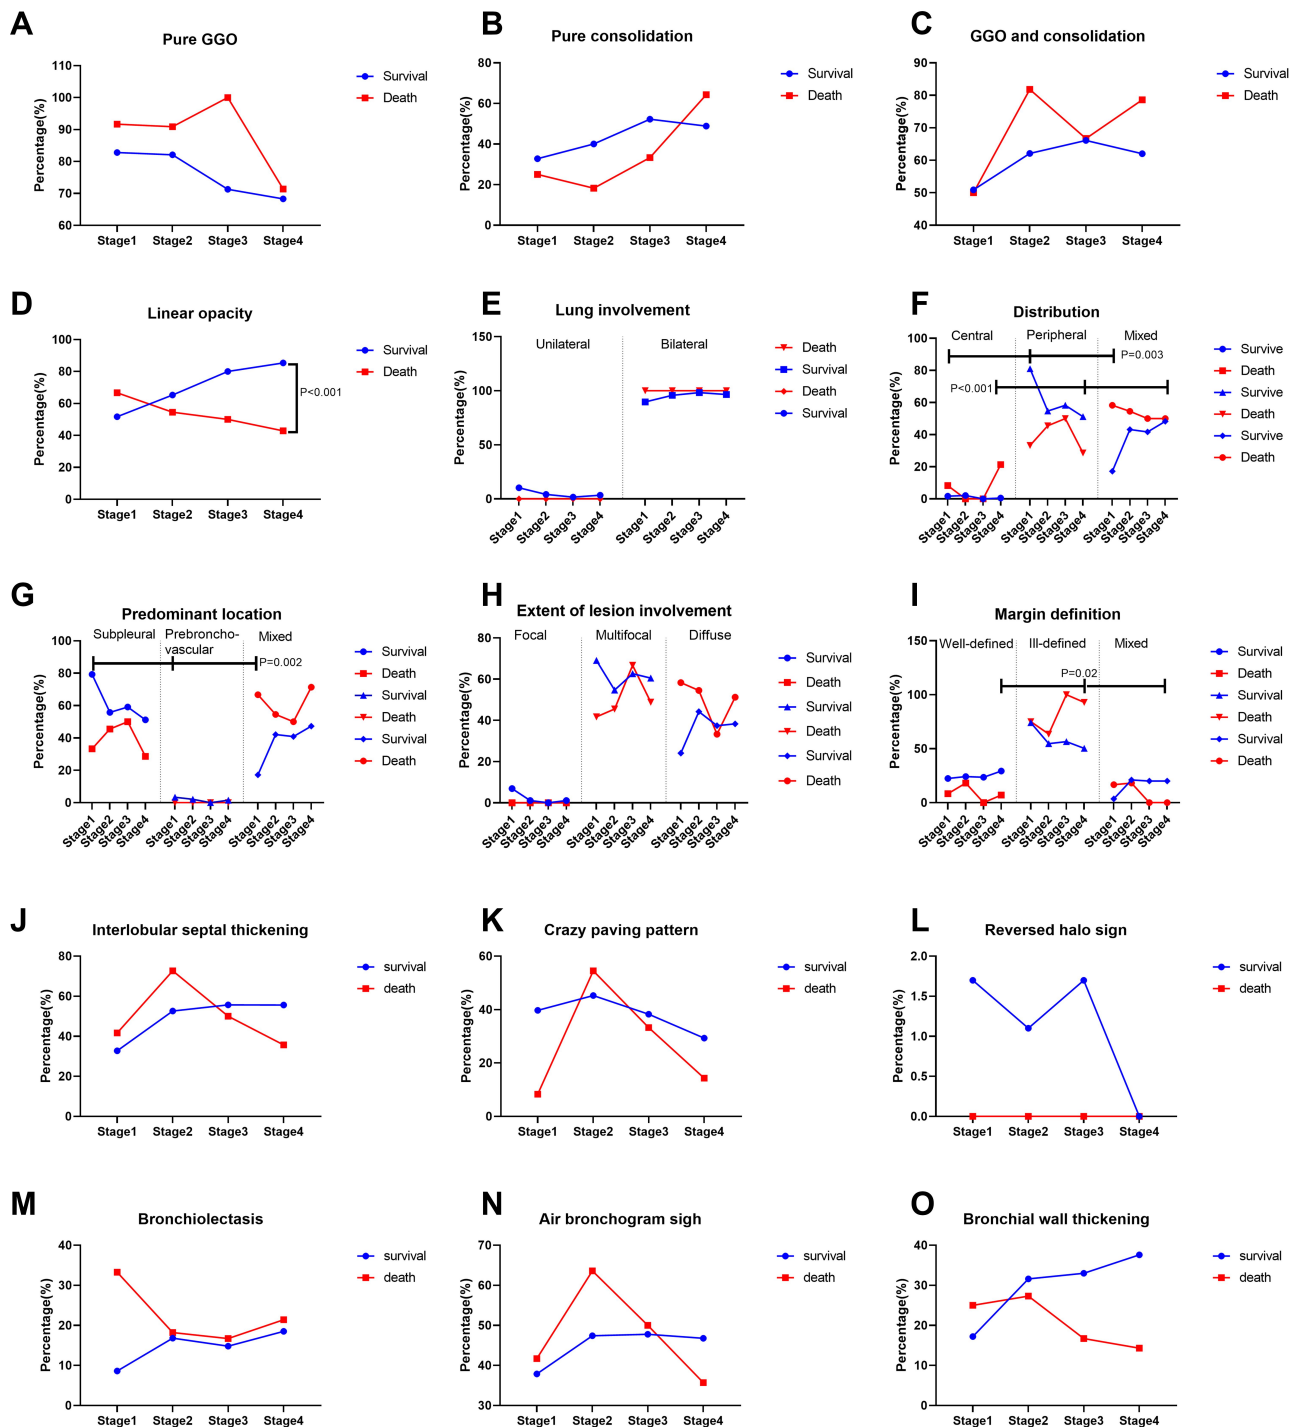 A
Pure GGO
Percentage(%)
110
100
90
80
70
60
Stage1 Stage2 Stage3 Stage4
Survival
Death
B
Pure consolidation
Percentage(%)
80
60
40
20
0
Stage1 Stage2 Stage3 Stage4
Survival
Death
C
GGO and consolidation
Percentage(%)
90
80
70
60
50
40
Stage1 Stage2 Stage3 Stage4
Survival
Death
D
Linear opacity
Percentage(%)
100
80
60
40
20
0
Stage1 Stage2 Stage3 Stage4
P<0.001
Survival
Death
E
Lung involvement
Percentage(%)
150
100
50
0
Unilateral Bilateral
Stage1 Stage2 Stage3 Stage4 Stage1 Stage2 Stage3 Stage4
Death
Survival
Death
Survival
F
Distribution
Percentage(%)
100
80
60
40
20
0
Central Peripheral Mixed
P=0.003
P<0.001
Stage1 Stage2 Stage3 Stage4 Stage1 Stage2 Stage3 Stage4 Stage1 Stage2 Stage3 Stage4
Survive
Death
Survive
Death
Survive
Death
G
Predominant location
Percentage(%)
100
80
60
40
20
0
Subpleural Prebroncho- Mixed
vascular
P=0.002
Stage1 Stage2 Stage3 Stage4 Stage1 Stage2 Stage3 Stage4 Stage1 Stage2 Stage3 Stage4
Survival
Death
Survival
Death
Survival
Death
H
Extent of lesion involvement
Percentage(%)
80
60
40
20
0
Focal Multifocal Diffuse
Stage1 Stage2 Stage3 Stage4 Stage1 Stage2 Stage3 Stage4 Stage1 Stage2 Stage3 Stage4
Survival
Death
Survival
Death
Survival
Death
I
Margin definition
Percentage(%)
150
100
50
0
Well-defined Ill-defined Mixed
P=0.02
Stage1 Stage2 Stage3 Stage4 Stage1 Stage2 Stage3 Stage4 Stage1 Stage2 Stage3 Stage4
Survival
Death
Survival
Death
Survival
Death
J
Interlobular septal thickening
Percentage(%)
80
60
40
20
0
Stage1 Stage2 Stage3 Stage4
survival
death
K
Crazy paving pattern
Percentage(%)
60
40
20
0
Stage1 Stage2 Stage3 Stage4
survival
death
L
Reversed halo sign
Percentage(%)
2.0
1.5
1.0
0.5
0.0
Stage1 Stage2 Stage3 Stage4
survival
death
M
Bronchiolectasis
Percentage(%)
40
30
20
10
0
Stage1 Stage2 Stage3 Stage4
survival
death
N
Air bronchogram sigh
Percentage(%)
70
60
50
40
30
Stage1 Stage2 Stage3 Stage4
survival
death
O
Bronchial wall thickening
Percentage(%)
40
30
20
10
0
Stage1 Stage2 Stage3 Stage4
survival
death